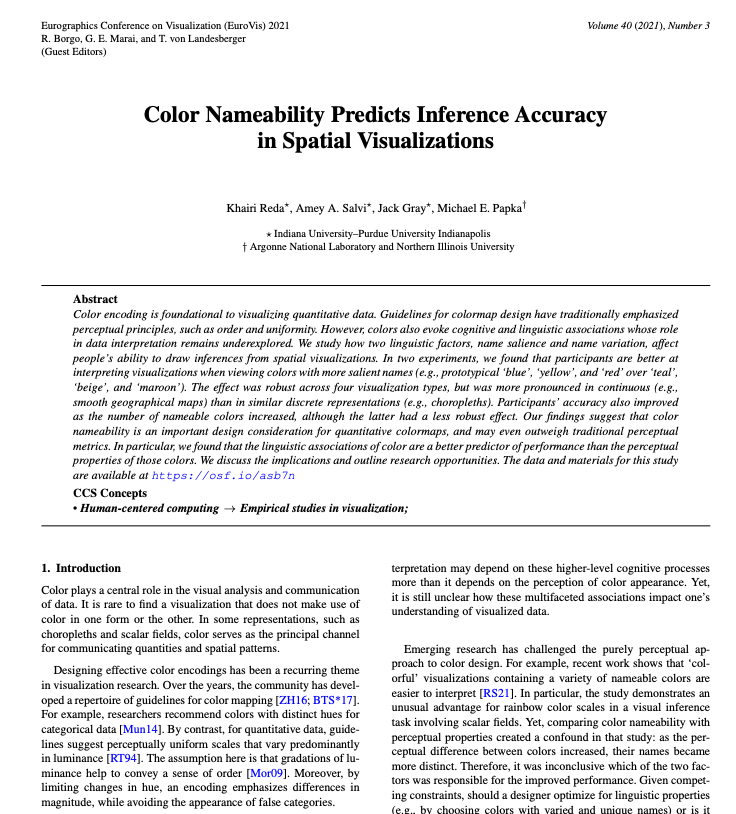 Eurographics Conference on Visualization (EuroVis) 2021
R. Borgo, G. E. Marai, and T. von Landesberger
(Guest Editors)
Volume 40 (2021), Number 3
Color Nameability Predicts Inference Accuracy
in Spatial Visualizations
Khairi Reda⋆, Amey A. Salvi⋆, Jack Gray⋆, Michael E. Papka†
⋆ Indiana University–Purdue University Indianapolis
† Argonne National Laboratory and Northern Illinois University
Abstract
Color encoding is foundational to visualizing quantitative data. Guidelines for colormap design have traditionally emphasized
perceptual principles, such as order and uniformity. However, colors also evoke cognitive and linguistic associations whose role
in data interpretation remains underexplored. We study how two linguistic factors, name salience and name variation, affect
people's ability to draw inferences from spatial visualizations. In two experiments, we found that participants are better at
interpreting visualizations when viewing colors with more salient names (e.g., prototypical 'blue', 'yellow', and 'red' over 'teal',
'beige', and 'maroon'). The effect was robust across four visualization types, but was more pronounced in continuous (e.g.,
smooth geographical maps) than in similar discrete representations (e.g., choropleths). Participants' accuracy also improved
as the number of nameable colors increased, although the latter had a less robust effect. Our findings suggest that color
nameability is an important design consideration for quantitative colormaps, and may even outweigh traditional perceptual
metrics. In particular, we found that the linguistic associations of color are a better predictor of performance than the perceptual
properties of those colors. We discuss the implications and outline research opportunities. The data and materials for this study
are available at https://osf.io/asb7n
CCS Concepts
• Human-centered computing → Empirical studies in visualization;
1. Introduction
Color plays a central role in the visual analysis and communication
of data. It is rare to find a visualization that does not make use of
color in one form or the other. In some representations, such as
choropleths and scalar fields, color serves as the principal channel
for communicating quantities and spatial patterns.
Designing effective color encodings has been a recurring theme
in visualization research. Over the years, the community has devel-
oped a repertoire of guidelines for color mapping [ZH16; BTS*17].
For example, researchers recommend colors with distinct hues for
categorical data [Mun14]. By contrast, for quantitative data, guide-
lines suggest perceptually uniform scales that vary predominantly
in luminance [RT94]. The assumption here is that gradations of lu-
minance help to convey a sense of order [Mor09]. Moreover, by
limiting changes in hue, an encoding emphasizes differences in
magnitude, while avoiding the appearance of false categories.
terpretation may depend on these higher-level cognitive processes
more than it depends on the perception of color appearance. Yet,
it is still unclear how these multifaceted associations impact one's
understanding of visualized data.
Emerging research has challenged the purely perceptual ap-
proach to color design. For example, recent work shows that 'col-
orful' visualizations containing a variety of nameable colors are
easier to interpret [RS21]. In particular, the study demonstrates an
unusual advantage for rainbow color scales in a visual inference
task involving scalar fields. Yet, comparing color nameability with
perceptual properties created a confound in that study: as the per-
ceptual difference between colors increased, their names became
more distinct. Therefore, it was inconclusive which of the two fac-
tors was responsible for the improved performance. Given compet-
ing constraints, should a designer optimize for linguistic properties
(e.g., by choosing colors with varied and unique names) or is it